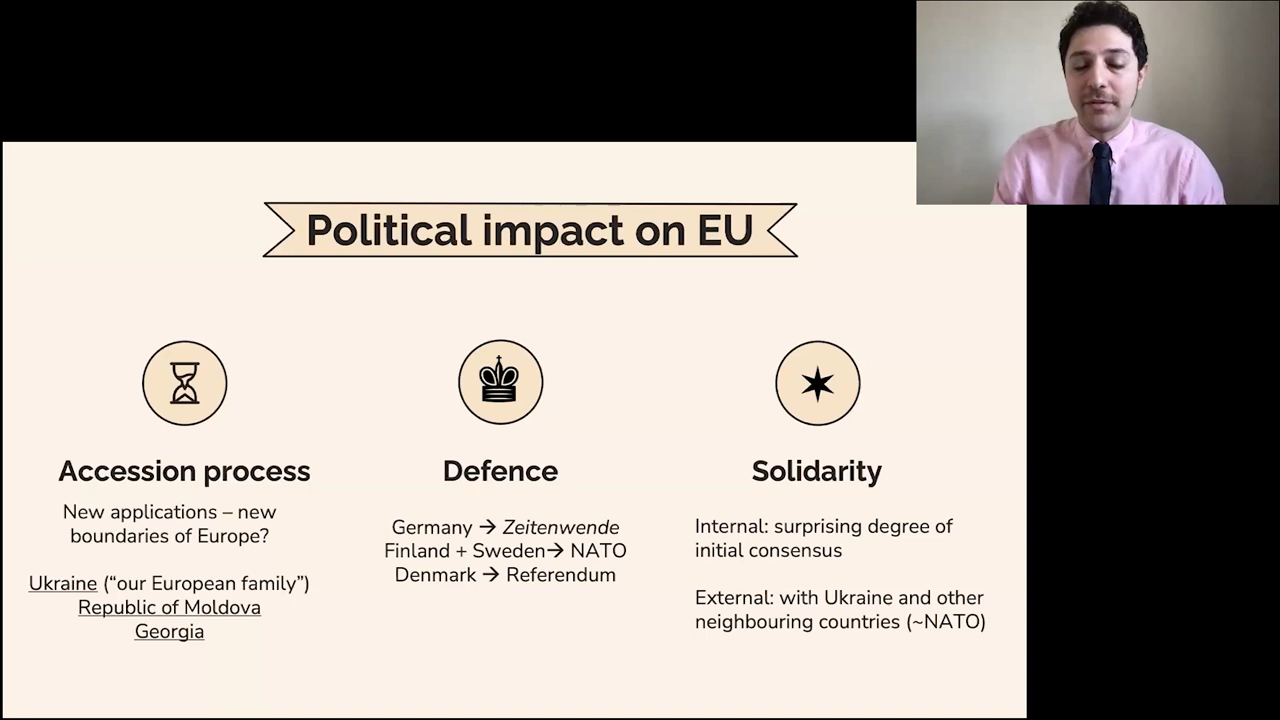 Political impact on EU
Accession process
New applications – new
boundaries of Europe?
Ukraine (“our European family”)
Republic of Moldova
Georgia
Defence
Germany → Zeitenwende
Finland + Sweden→ NATO
Denmark → Referendum
Solidarity
Internal: surprising degree of
initial consensus
External: with Ukraine and other
neighbouring countries (~NATO)